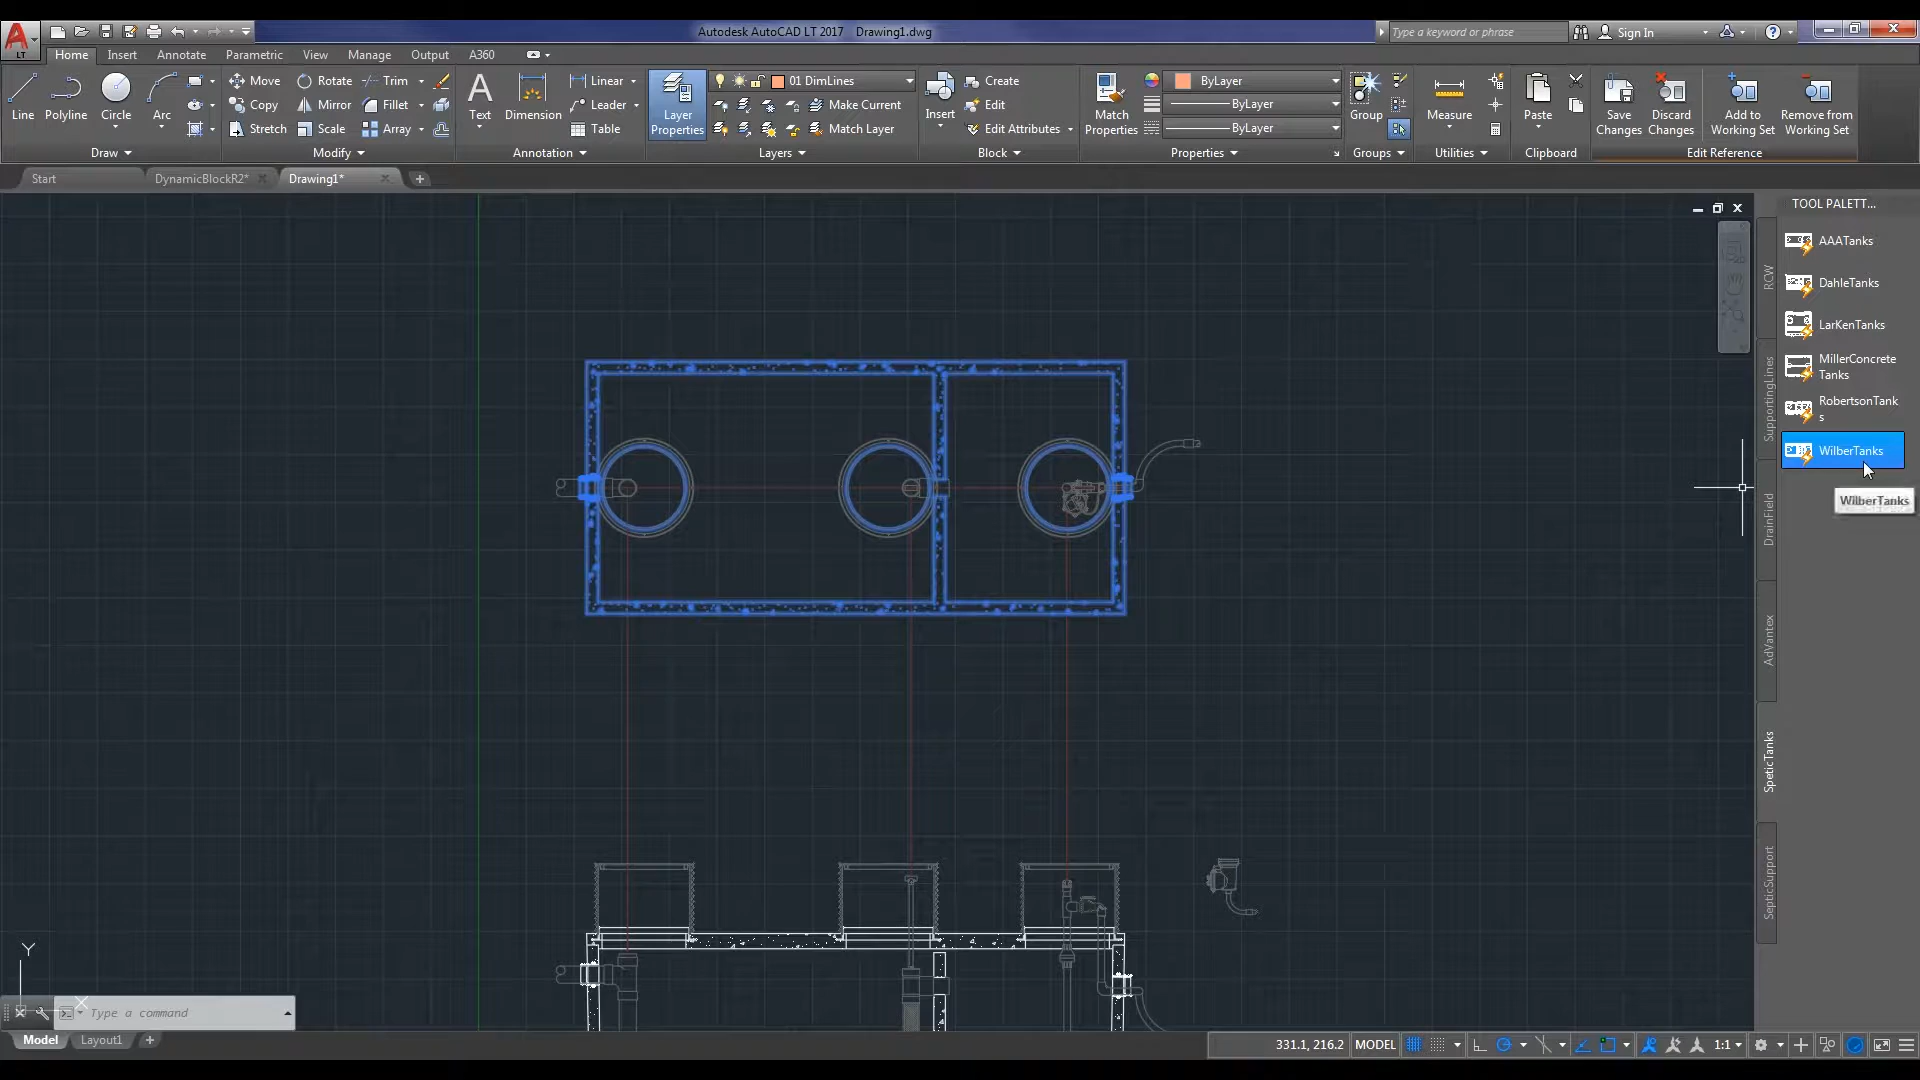 Autodesk AutoCAD LT 2017   Drawing1.dwg
Type a keyword or phrase
Sign In
LT
Home
Insert
Annotate
Parametric
View
Manage
Output
A360
Line
Polyline
Circle
Arc
Move
Rotate
Trim
Copy
Mirror
Fillet
Stretch
Scale
Array
Text
Dimension
Linear
Leader
Table
Layer
Properties
01 DimLines
Make Current
Match Layer
Insert
Create
Edit
Edit Attributes
Match
Properties
ByLayer
ByLayer
ByLayer
Group
Measure
Paste
Save
Changes
Discard
Changes
Add to
Working Set
Remove from
Working Set
Draw
Modify
Annotation
Layers
Block
Properties
Groups
Utilities
Clipboard
Edit Reference
Start
DynamicBlockR2*
Drawing1*
TOOL PALETT...
AAATanks
DahleTanks
LarKenTanks
MillerConcrete
Tanks
RobertsonTank
s
WilberTanks
WilberTanks
RCW
SupportingLines
DrainField
AdVantex
SpeticTanks
SepticSupport
Y
Type a command
Model
Layout1
331.1, 216.2
MODEL
1:1